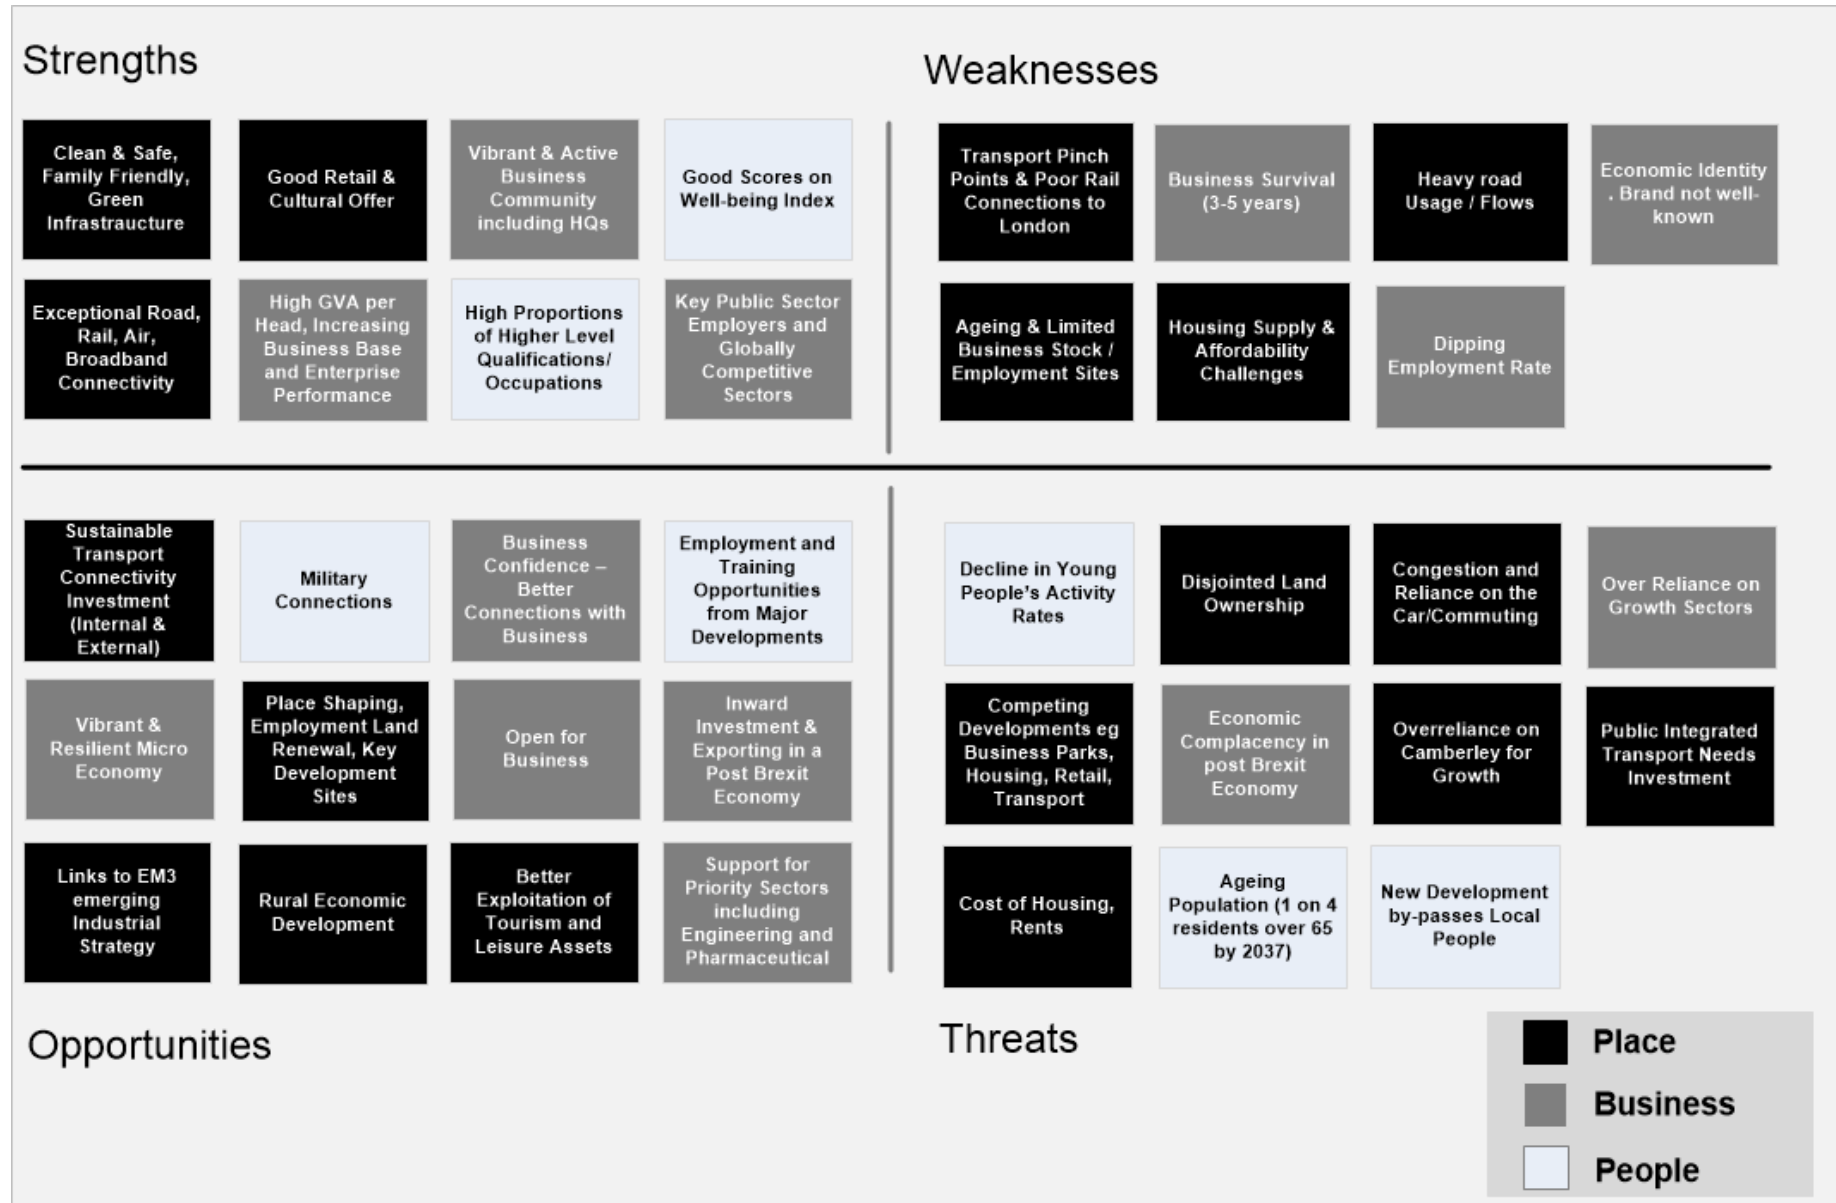 Strengths
Clean & Safe,
Family Friendly,
Green
Infrastraucture
Good Retail &
Cultural Offer
Vibrant & Active
Business
Community
including HQs
Good Scores on
Well-being Index
Exceptional Road,
Rail, Air,
Broadband
Connectivity
High GVA per
Head, Increasing
Business Base
and Enterprise
Performance
High Proportions
of Higher Level
Qualifications/
Occupations
Key Public Sector
Employers and
Globally
Competitive
Sectors
Weaknesses
Transport Pinch
Points & Poor Rail
Connections to
London
Business Survival
(3-5 years)
Heavy road
Usage / Flows
Economic Identity
. Brand not well-
known
Ageing & Limited
Business Stock /
Employment Sites
Housing Supply &
Affordability
Challenges
Dipping
Employment Rate
Sustainable
Transport
Connectivity
Investment
(Internal &
External)
Military
Connections
Business
Confidence –
Better
Connections with
Business
Employment and
Training
Opportunities
from Major
Developments
Vibrant &
Resilient Micro
Economy
Place Shaping,
Employment Land
Renewal, Key
Development
Sites
Open for
Business
Inward
Investment &
Exporting in a
Post Brexit
Economy
Links to EM3
emerging
Industrial
Strategy
Rural Economic
Development
Better
Exploitation of
Tourism and
Leisure Assets
Support for
Priority Sectors
including
Engineering and
Pharmaceutical
Opportunities
Decline in Young
People's Activity
Rates
Disjointed Land
Ownership
Congestion and
Reliance on the
Car/Commuting
Over Reliance on
Growth Sectors
Competing
Developments eg
Business Parks,
Housing, Retail,
Transport
Economic
Complacency in
post Brexit
Economy
Overreliance on
Camberley for
Growth
Public Integrated
Transport Needs
Investment
Cost of Housing,
Rents
Ageing
Population (1 on 4
residents over 65
by 2037)
New Development
by-passes Local
People
Threats
Place
Business
People